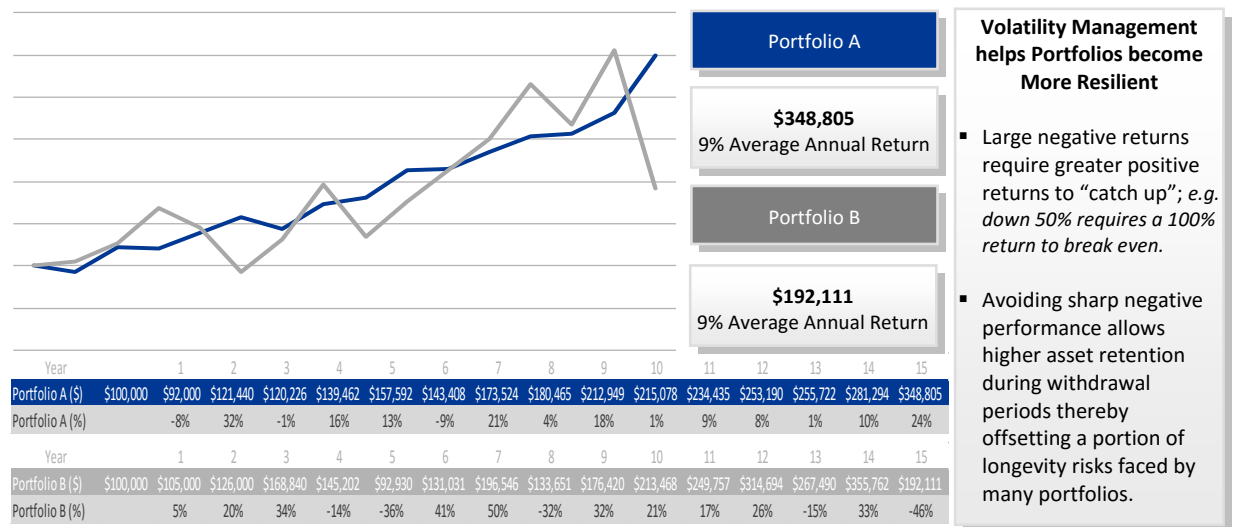 Portfolio A
$348,805
9% Average Annual Return
Portfolio B
$192,111
9% Average Annual Return
Volatility Management
helps Portfolios become
More Resilient
▪ Large negative returns
require greater positive
returns to “catch up”; e.g.
down 50% requires a 100%
return to break even.
▪ Avoiding sharp negative
performance allows
higher asset retention
during withdrawal
periods thereby
offsetting a portion of
longevity risks faced by
many portfolios.
Year 1 2 3 4 5 6 7 8 9 10 11 12 13 14 15
Portfolio A ($) $100,000 $92,000 $121,440 $120,226 $139,462 $157,592 $143,408 $173,524 $180,465 $212,949 $215,078 $234,435 $253,190 $255,722 $281,294 $348,805
Portfolio A (%) -8% 32% -1% 16% 13% -9% 21% 4% 18% 1% 9% 8% 1% 10% 24%
Year 1 2 3 4 5 6 7 8 9 10 11 12 13 14 15
Portfolio B ($) $100,000 $105,000 $126,000 $168,840 $145,202 $92,930 $131,031 $196,546 $133,651 $176,420 $213,468 $249,757 $314,694 $267,490 $355,762 $192,111
Portfolio B (%) 5% 20% 34% -14% -36% 41% 50% -32% 32% 21% 17% 26% -15% 33% -46%